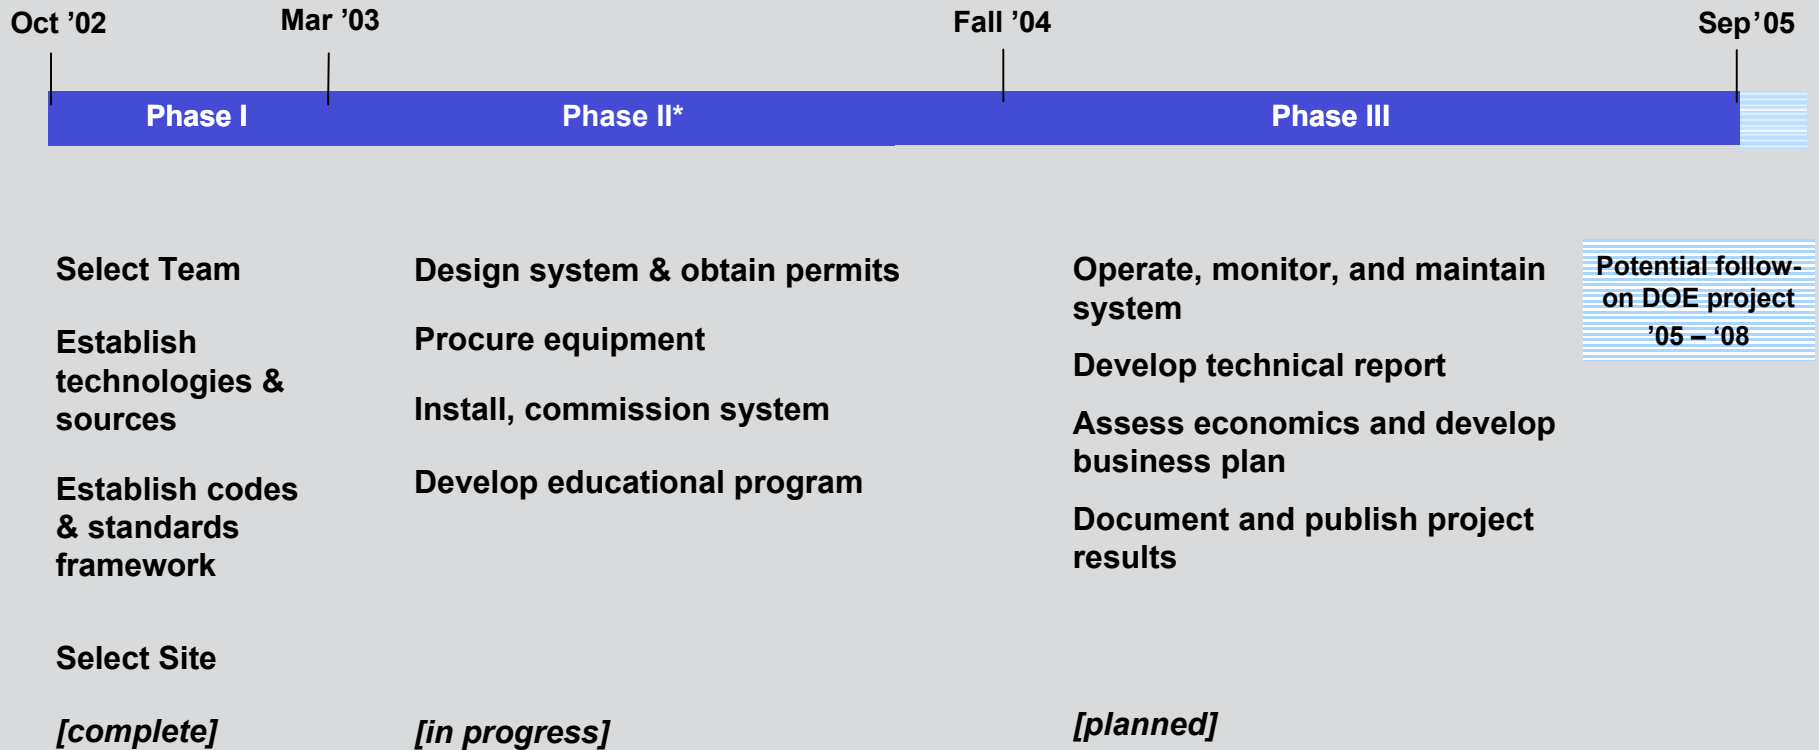 Oct ’02
Mar ’03
Fall ’04
Sep’05
Phase I
Phase II*
Phase III
Select Team
Establish
technologies &
sources
Establish codes
& standards
framework
Select Site
[complete]
Design system & obtain permits
Procure equipment
Install, commission system
Develop educational program
[in progress]
Operate, monitor, and maintain
system
Develop technical report
Assess economics and develop
business plan
Document and publish project
results
[planned]
Potential follow-
on DOE project
’05 – ‘08